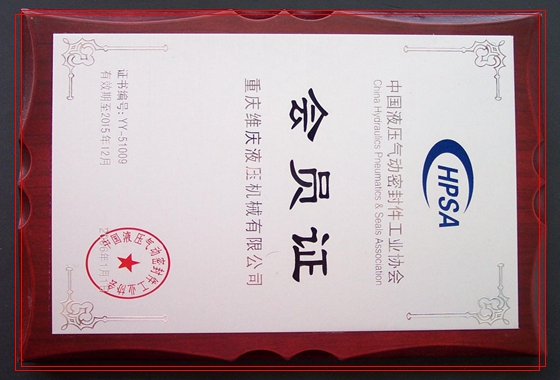 HPSA
中国液压气动密封件工业协会
China Hydraulics Pneumatics & Seals Association
会员证
重庆维庆液压机械有限公司
证书编号:YY-51009
有效期至2015年12月
中国液压气动密封件工业协会